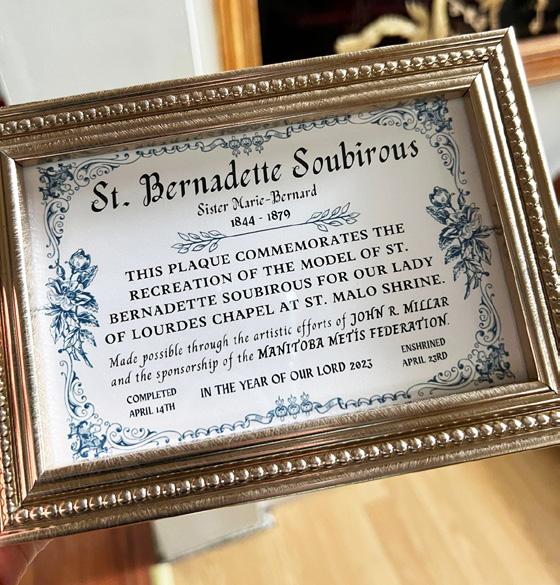 St. Bernadette Soubirous
Sister Marie-Bernard
1844 - 1879
THIS PLAQUE COMMEMORATES THE
RECREATION OF THE MODEL OF ST.
BERNADETTE SOUBIROUS FOR OUR LADY
OF LOURDES CHAPEL AT ST. MALO SHRINE.
Made possible through the artistic efforts of JOHN R. MILLAR
and the sponsorship of the MANITOBA METIS FEDERATION.
COMPLETED
APRIL 14TH
IN THE YEAR OF OUR LORD 2023
ENSHRINED
APRIL 23RD